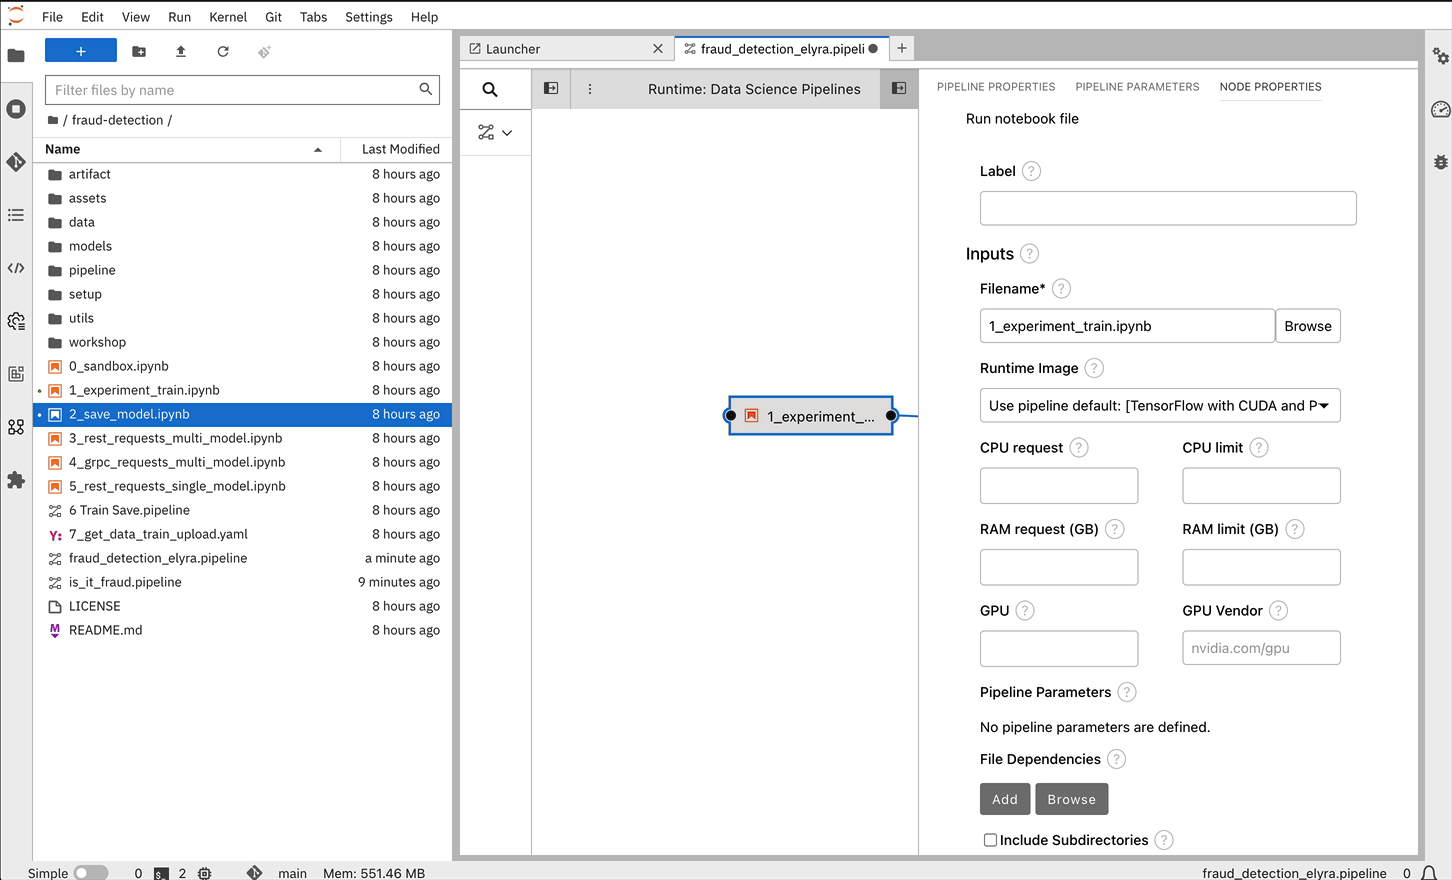 File Edit View Run Kernel Git Tabs Settings Help
+
Filter files by name
/ fraud-detection /
Name Last Modified
artifact 8 hours ago
assets 8 hours ago
data 8 hours ago
models 8 hours ago
pipeline 8 hours ago
setup 8 hours ago
utils 8 hours ago
workshop 8 hours ago
0_sandbox.ipynb 8 hours ago
1_experiment_train.ipynb 8 hours ago
2_save_model.ipynb 8 hours ago
3_rest_requests_multi_model.ipynb 8 hours ago
4_grpc_requests_multi_model.ipynb 8 hours ago
5_rest_requests_single_model.ipynb 8 hours ago
6 Train Save.pipeline 8 hours ago
Y: 7_get_data_train_upload.yaml 8 hours ago
fraud_detection_elyra.pipeline a minute ago
is_it_fraud.pipeline 9 minutes ago
LICENSE 8 hours ago
M README.md 8 hours ago
Launcher
fraud_detection_elyra.pipeli
+
Runtime: Data Science Pipelines
1_experiment_...
PIPELINE PROPERTIES PIPELINE PARAMETERS NODE PROPERTIES
Run notebook file
Label ?
Inputs ?
Filename* ?
1_experiment_train.ipynb Browse
Runtime Image ?
Use pipeline default: [TensorFlow with CUDA and P
CPU request ? CPU limit ?
RAM request (GB) ? RAM limit (GB) ?
GPU ? GPU Vendor ?
nvidia.com/gpu
Pipeline Parameters ?
No pipeline parameters are defined.
File Dependencies ?
Add Browse
Include Subdirectories ?
Simple 0 2 main Mem: 551.46 MB fraud_detection_elyra.pipeline 0